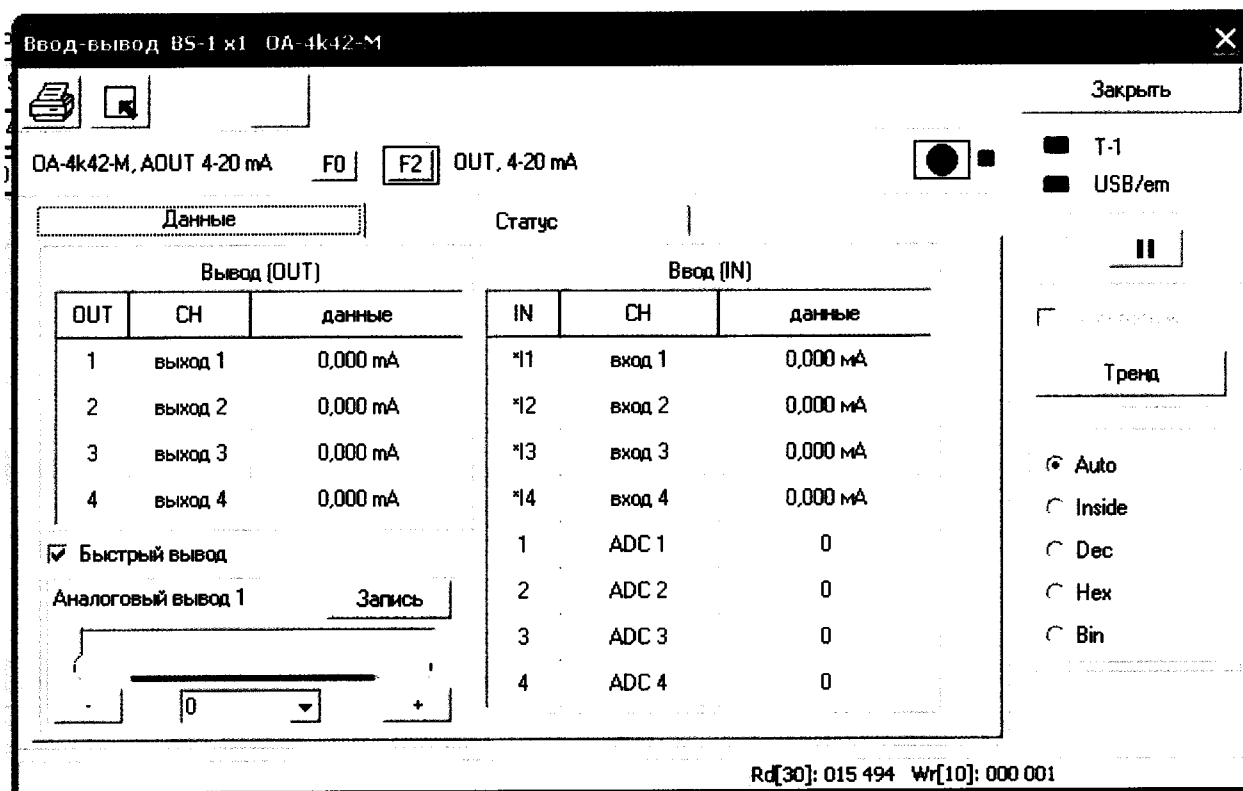 Ввод-вывод BS-1 x1 OA-4k42-M
Закрыть
OA-4k42-M, AOUT 4-20 mA F0 F2 OUT, 4-20 mA
T-1
USB/em
Данные Статус
Вывод (OUT) Ввод (IN)
OUT CH данные IN CH данные
1 выход 1 0,000 mA *I1 вход 1 0,000 мА
2 выход 2 0,000 mA *I2 вход 2 0,000 мА
3 выход 3 0,000 mA *I3 вход 3 0,000 мА
4 выход 4 0,000 mA *I4 вход 4 0,000 мА
1 ADC 1 0
2 ADC 2 0
3 ADC 3 0
4 ADC 4 0
Быстрый вывод
Аналоговый вывод 1 Запись
- 0 +
Тренд
Auto
Inside
Dec
Hex
Bin
Rd[30]: 015 494 Wr[10]: 000 001